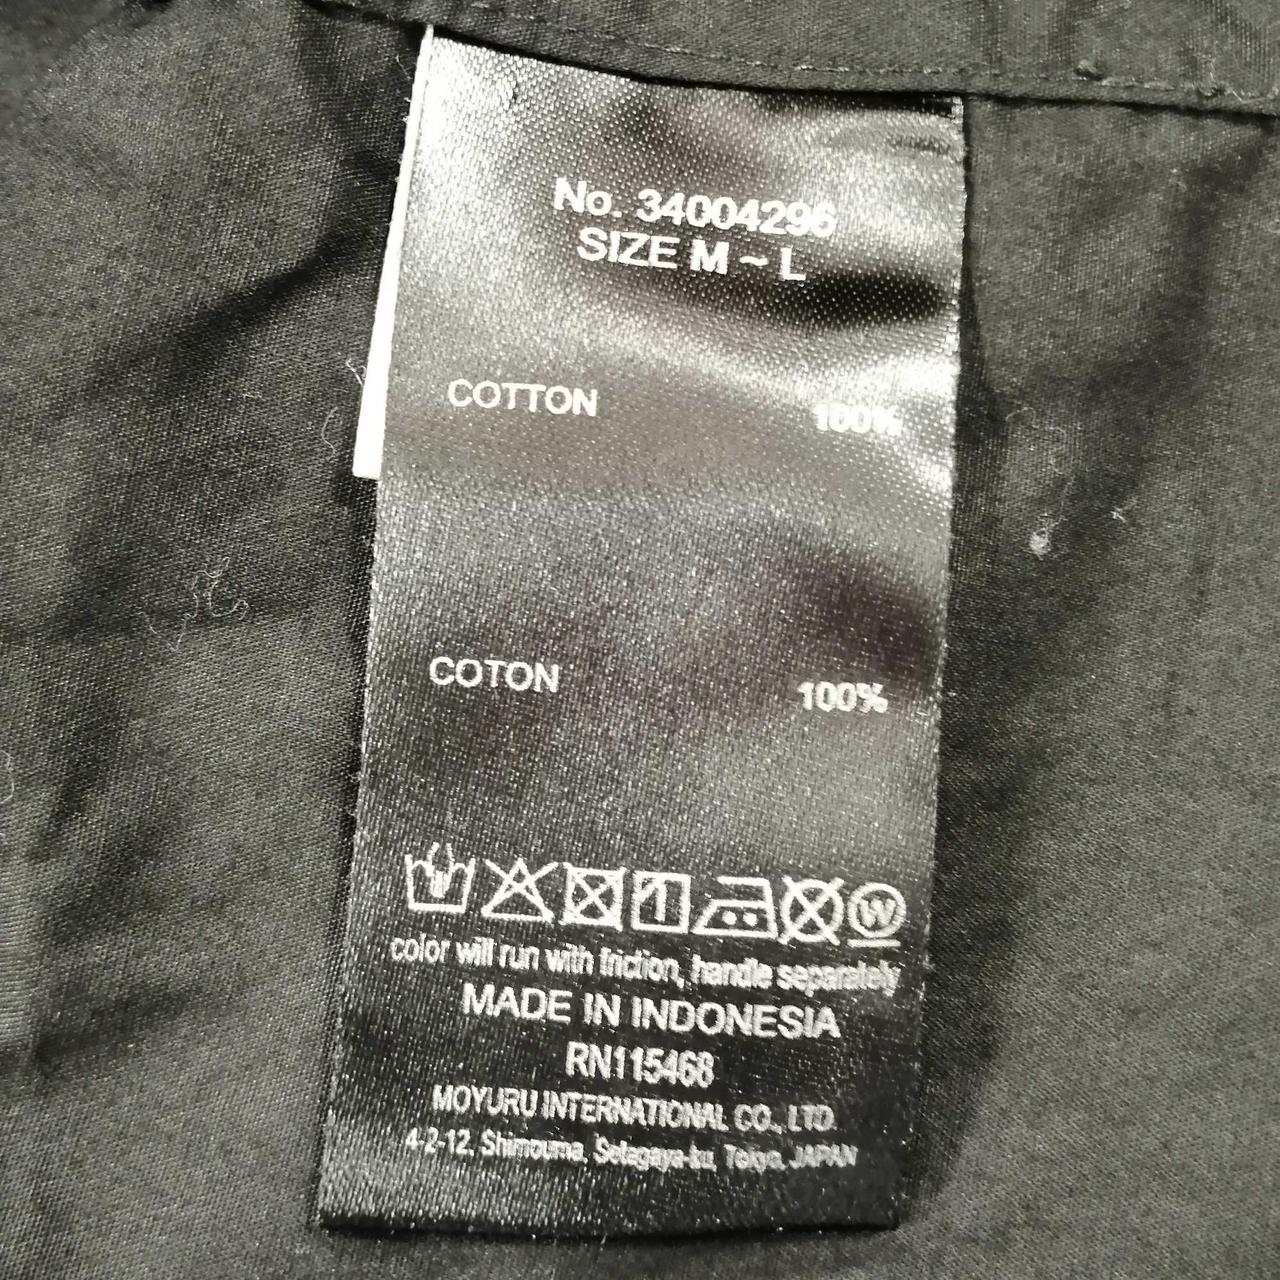 No. 34004296
SIZE M ~ L
COTTON 100%
COTON 100%
W
color will run with friction, handle separately
MADE IN INDONESIA
RN115468
MOYURU INTERNATIONAL CO., LTD.
4-2-12, Shimouma, Setagaya-ku, Tokyo, JAPAN